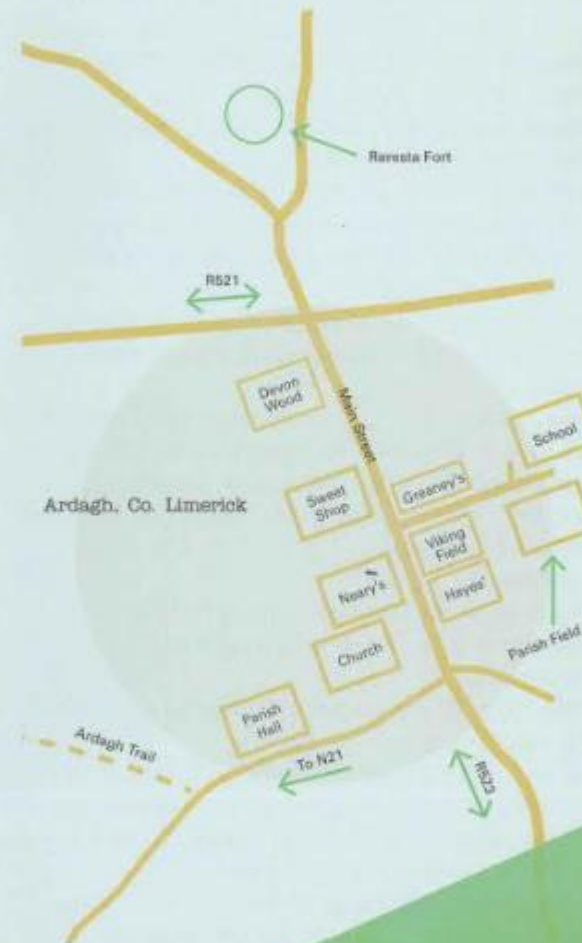 Reresta Fort
R521
Devon
Wood
Main Street
School
Ardagh, Co. Limerick
Sweet
Shop
Greaney's
Viking
Field
Neary's
Hayes'
Church
Parish Field
Parish
Hall
Ardagh Trail
To N21
R523